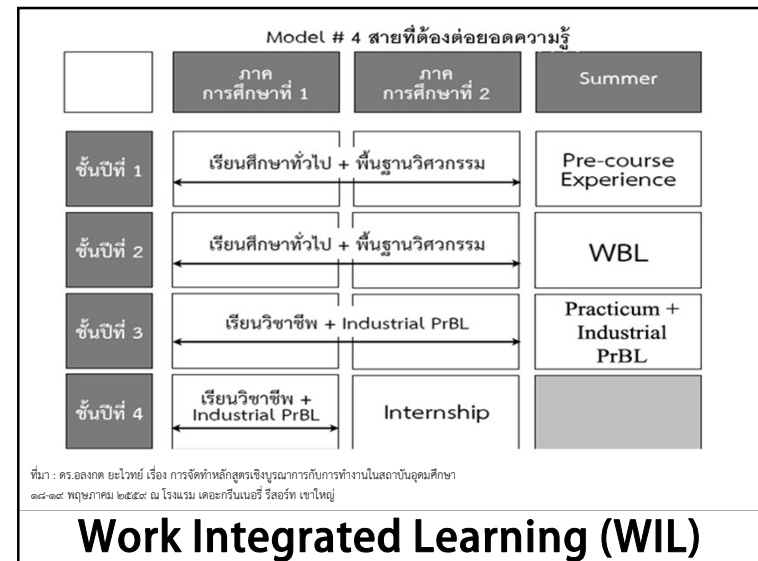 Model # 4 สายที่ต้องต่อยอดความรู้
ภาค
การศึกษาที่ 1
ภาค
การศึกษาที่ 2
Summer
ชั้นปีที่ 1
เรียนศึกษาทั่วไป + พื้นฐานวิศวกรรม
Pre-course
Experience
ชั้นปีที่ 2
เรียนศึกษาทั่วไป + พื้นฐานวิศวกรรม
WBL
ชั้นปีที่ 3
เรียนวิชาชีพ + Industrial PrBL
Practicum +
Industrial
PrBL
ชั้นปีที่ 4
เรียนวิชาชีพ +
Industrial PrBL
Internship
ที่มา : ดร.อลงกต ยะไวทย์ เรื่อง การจัดทำหลักสูตรเชิงบูรณาการกับการทำงานในสถาบันอุดมศึกษา
๑๘-๑๙ พฤษภาคม ๒๕๕๙ ณ โรงแรม เดอะกรีนเนอรี่ รีสอร์ท เขาใหญ่
Work Integrated Learning (WIL)